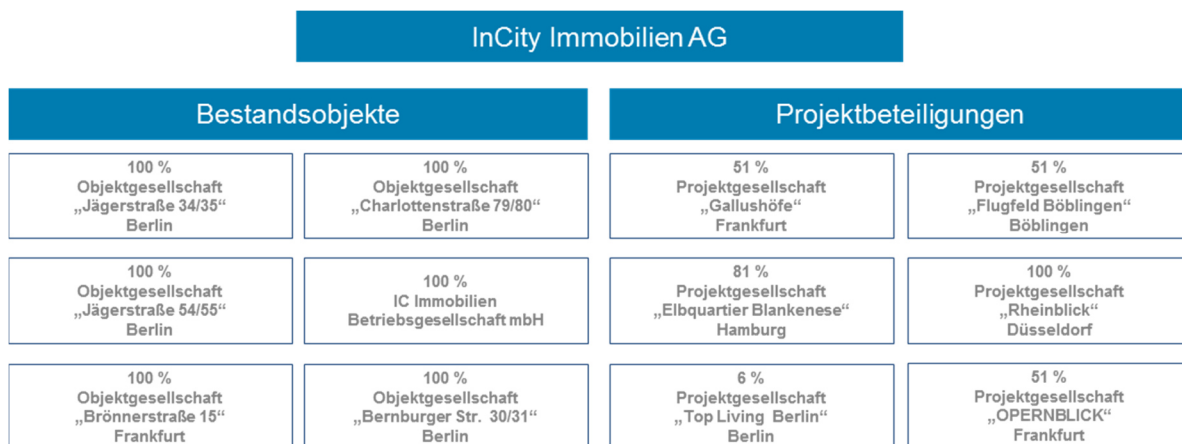 InCity Immobilien AG
Bestandsobjekte
100 %
Objektgesellschaft
„Jägerstraße 34/35“
Berlin
100 %
Objektgesellschaft
„Charlottenstraße 79/80“
Berlin
100 %
Objektgesellschaft
„Jägerstraße 54/55“
Berlin
100 %
IC Immobilien
Betriebsgesellschaft mbH
100 %
Objektgesellschaft
„Brönnerstraße 15“
Frankfurt
100 %
Objektgesellschaft
„Bernburger Str. 30/31“
Berlin
Projektbeteiligungen
51 %
Projektgesellschaft
„Gallushöfe“
Frankfurt
51 %
Projektgesellschaft
„Flugfeld Böblingen“
Böblingen
81 %
Projektgesellschaft
„Elbquartier Blankenese“
Hamburg
100 %
Projektgesellschaft
„Rheinblick“
Düsseldorf
6 %
Projektgesellschaft
„Top Living Berlin“
Berlin
51 %
Projektgesellschaft
„OPERNBLICK“
Frankfurt